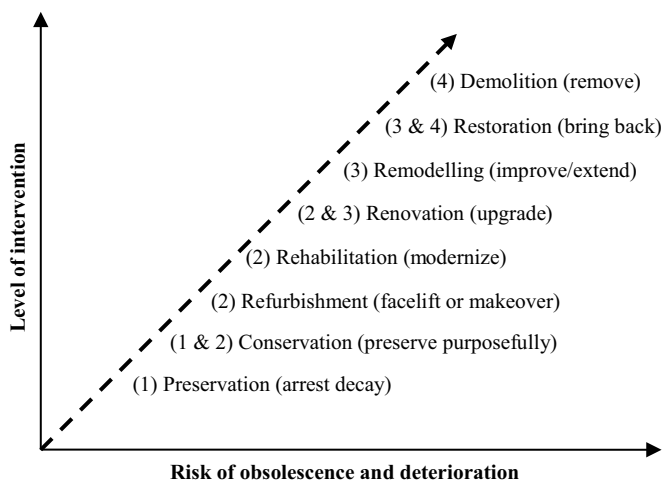 Level of intervention
(4) Demolition (remove)
(3 & 4) Restoration (bring back)
(3) Remodelling (improve/extend)
(2 & 3) Renovation (upgrade)
(2) Rehabilitation (modernize)
(2) Refurbishment (facelift or makeover)
(1 & 2) Conservation (preserve purposefully)
(1) Preservation (arrest decay)
Risk of obsolescence and deterioration